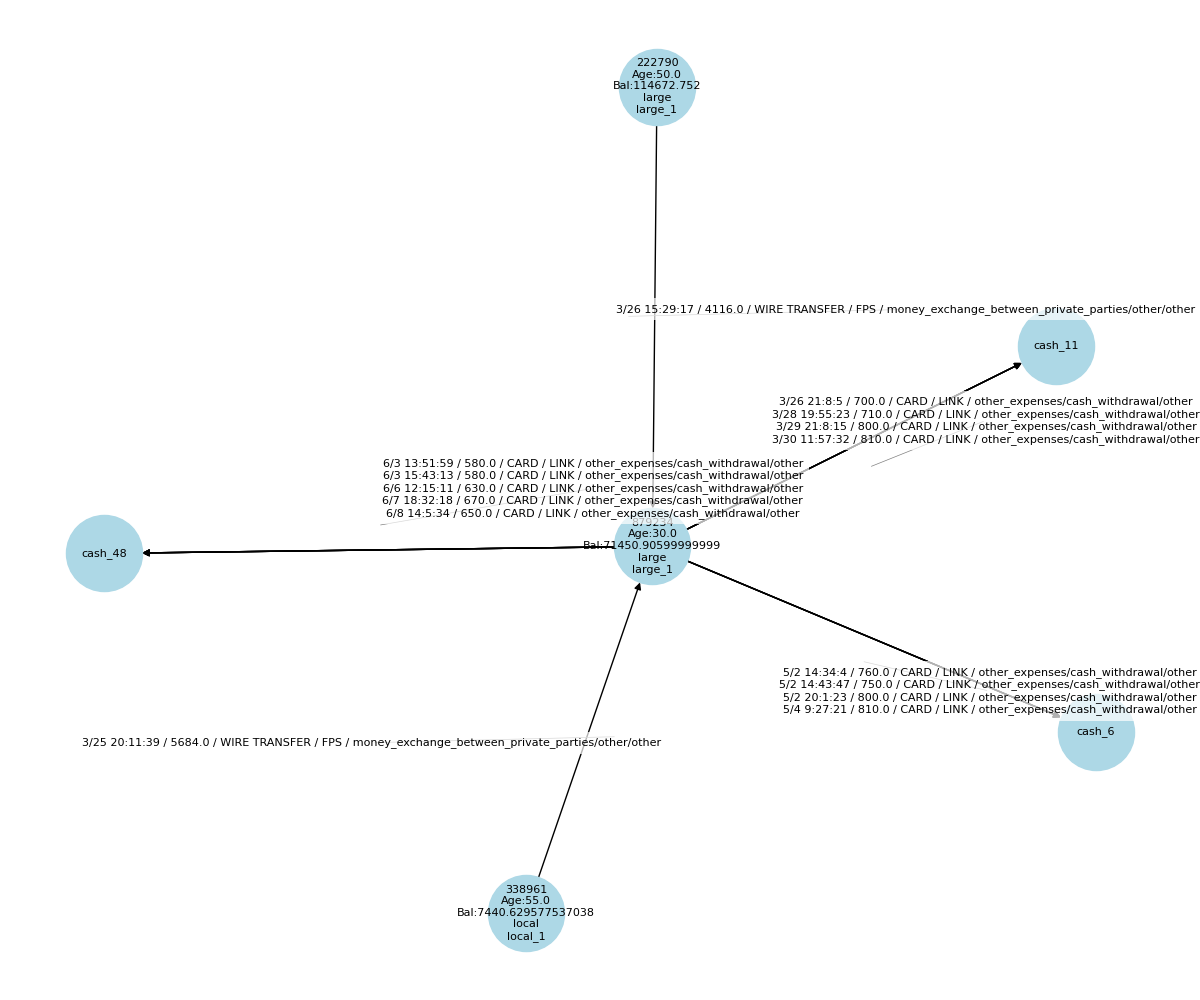 222790
Age:50.0
Bal:114672.752
large
large_1
3/26 15:29:17 / 4116.0 / WIRE TRANSFER / FPS / money_exchange_between_private_parties/other/other
cash_11
3/26 21:8:5 / 700.0 / CARD / LINK / other_expenses/cash_withdrawal/other
3/28 19:55:23 / 710.0 / CARD / LINK / other_expenses/cash_withdrawal/other
3/29 21:8:15 / 800.0 / CARD / LINK / other_expenses/cash_withdrawal/other
3/30 11:57:32 / 810.0 / CARD / LINK / other_expenses/cash_withdrawal/other
6/3 13:51:59 / 580.0 / CARD / LINK / other_expenses/cash_withdrawal/other
6/3 15:43:13 / 580.0 / CARD / LINK / other_expenses/cash_withdrawal/other
6/6 12:15:11 / 630.0 / CARD / LINK / other_expenses/cash_withdrawal/other
6/7 18:32:18 / 670.0 / CARD / LINK / other_expenses/cash_withdrawal/other
6/8 14:5:34 / 650.0 / CARD / LINK / other_expenses/cash_withdrawal/other
879234
Age:30.0
Bal:71450.90599999999
large
large_1
cash_48
5/2 14:34:4 / 760.0 / CARD / LINK / other_expenses/cash_withdrawal/other
5/2 14:43:47 / 750.0 / CARD / LINK / other_expenses/cash_withdrawal/other
5/2 20:1:23 / 800.0 / CARD / LINK / other_expenses/cash_withdrawal/other
5/4 9:27:21 / 810.0 / CARD / LINK / other_expenses/cash_withdrawal/other
cash_6
3/25 20:11:39 / 5684.0 / WIRE TRANSFER / FPS / money_exchange_between_private_parties/other/other
338961
Age:55.0
Bal:7440.629577537038
local
local_1